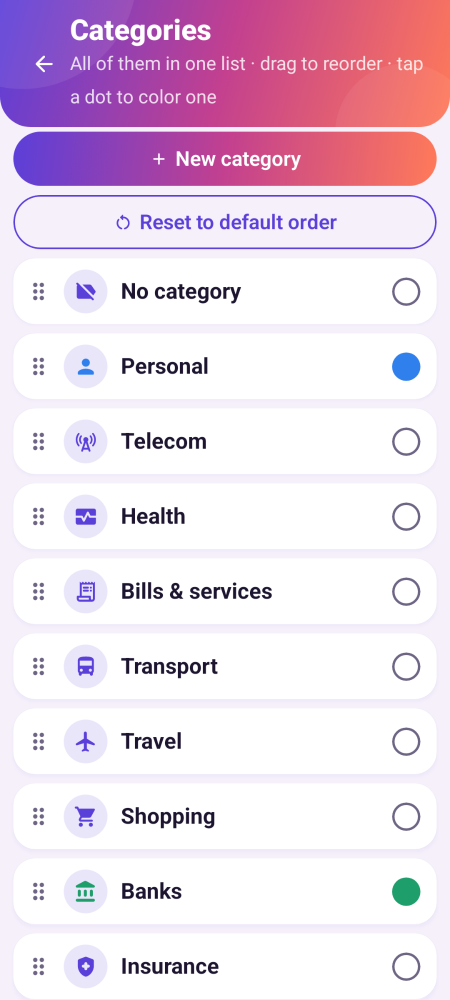 Categories
All of them in one list · drag to reorder · tap
a dot to color one
+ New category
Reset to default order
No category
Personal
Telecom
Health
Bills & services
Transport
Travel
Shopping
Banks
Insurance